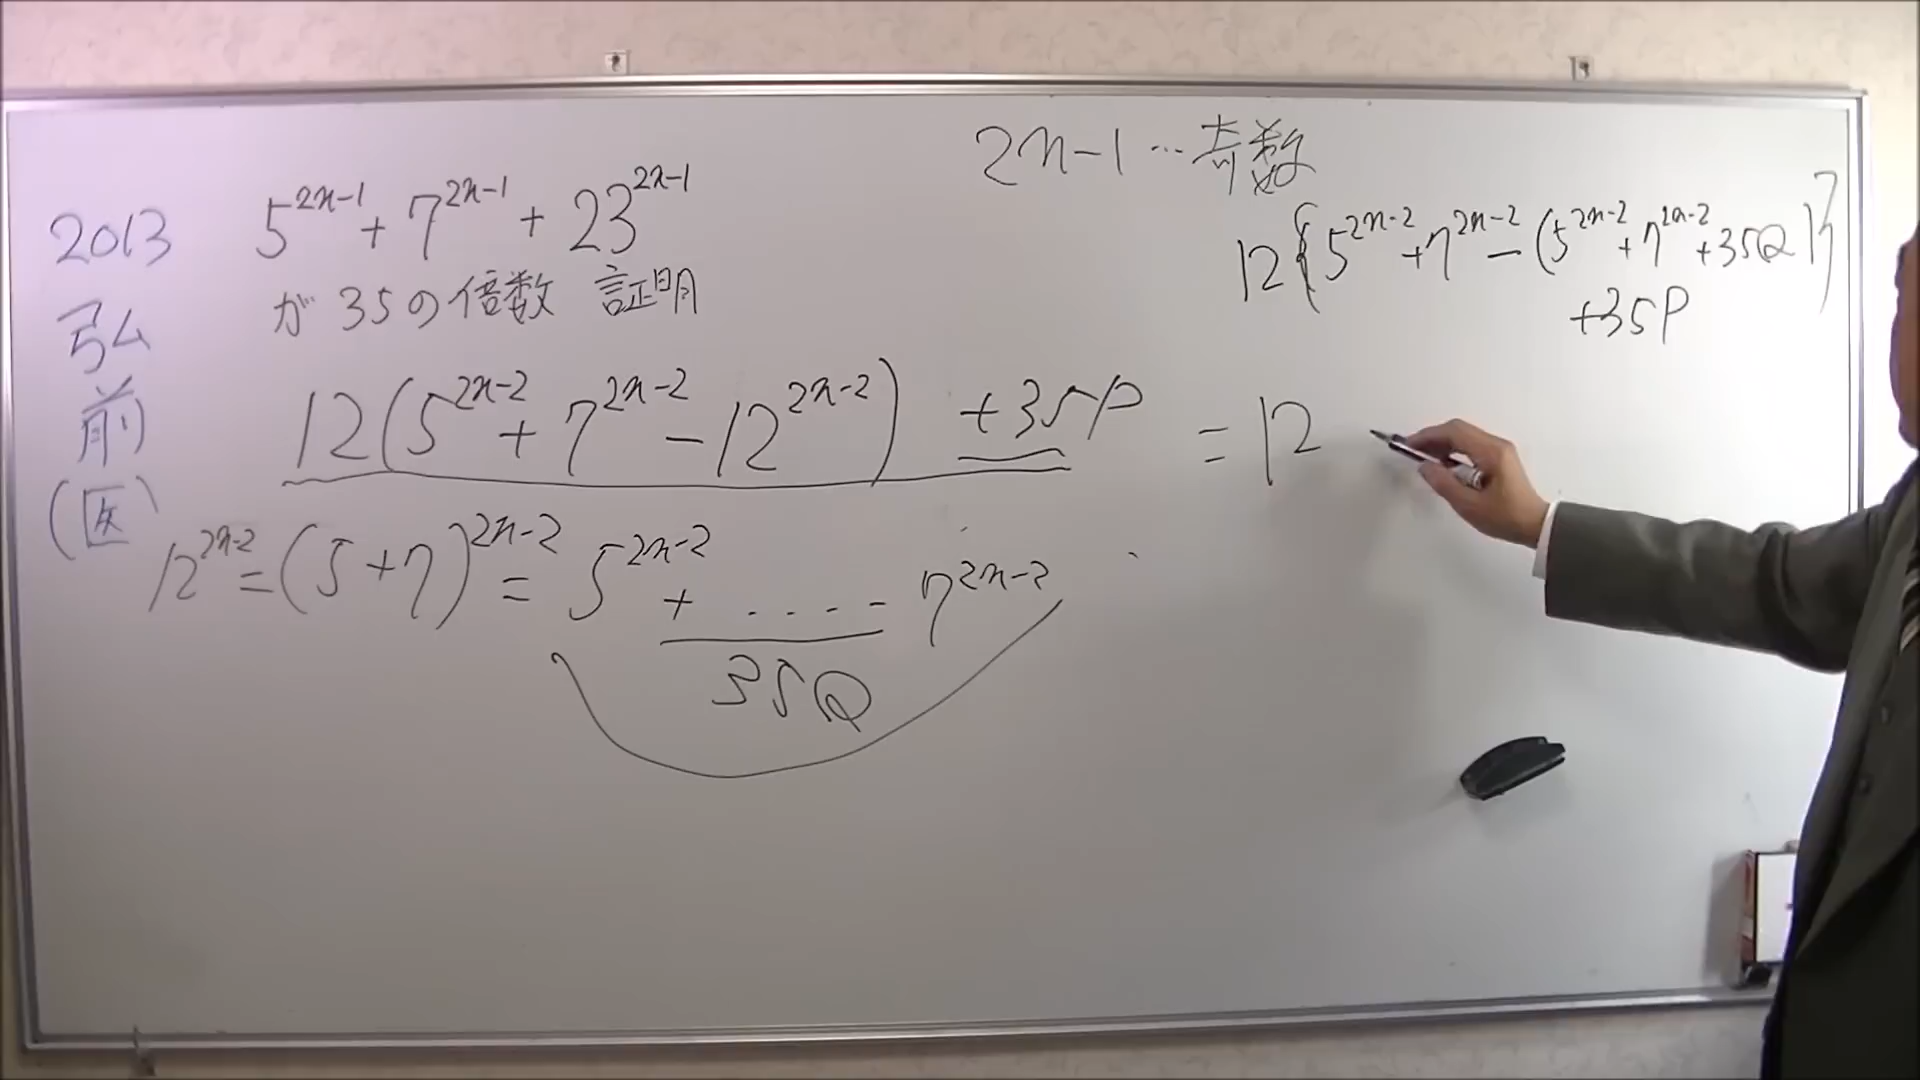 2013
弘
前
(医)
5^{2n-1} + 7^{2n-1} + 23^{2n-1}
が 35の倍数 証明
12(5^{2n-2} + 7^{2n-2} - 12^{2n-2}) +35P
12^{2n-2} = (5+7)^{2n-2} = 5^{2n-2} + ..... 7^{2n-2}
35Q
2n-1 … 奇数
12{5^{2n-2} + 7^{2n-2} - (5^{2n-2} + 7^{2n-2} + 35Q)}
+35P
= 12